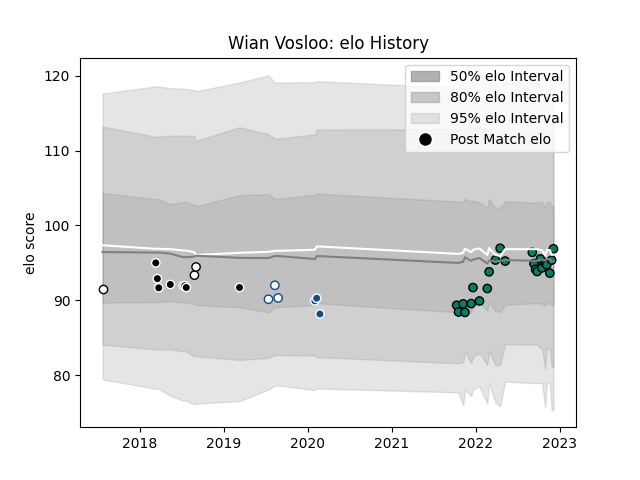 Wian Vosloo: elo History
50% elo Interval
80% elo Interval
95% elo Interval
Post Match elo
elo score
120
110
100
90
80
2018 2019 2020 2021 2022 2023